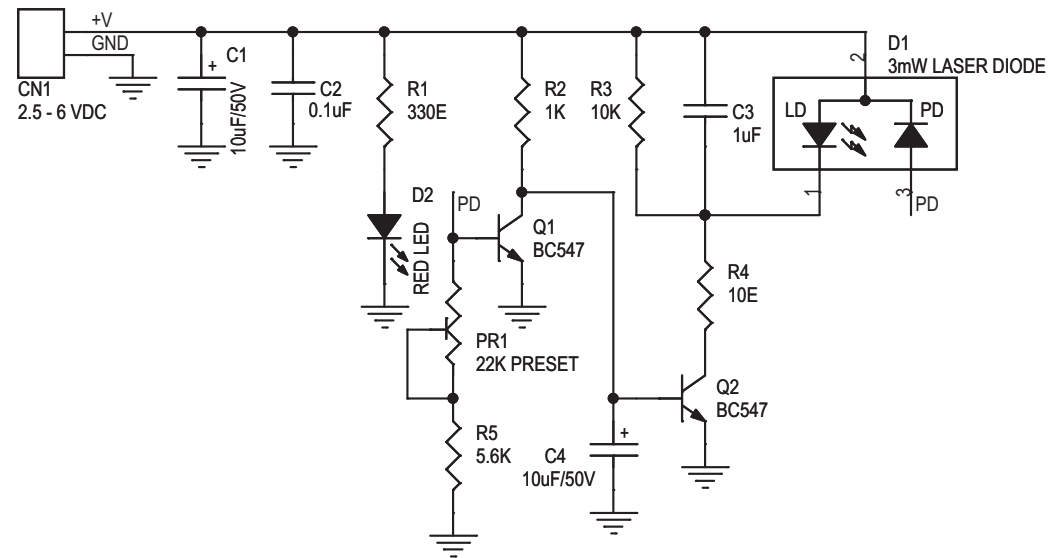 +V
GND
CN1
2.5 - 6 VDC
+
C1
10uF/50V
C2
0.1uF
R1
330E
R2
1K
R3
10K
C3
1uF
D1
3mW LASER DIODE
2
LD
PD
1
3
PD
D2
RED LED
PD
Q1
BC547
PR1
22K PRESET
R4
10E
Q2
BC547
R5
5.6K
+
C4
10uF/50V